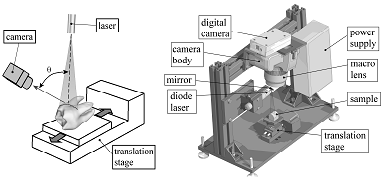 laser
camera
θ
translation
stage
digital
camera
camera
body
mirror
diode
laser
power
supply
macro
lens
sample
translation
stage